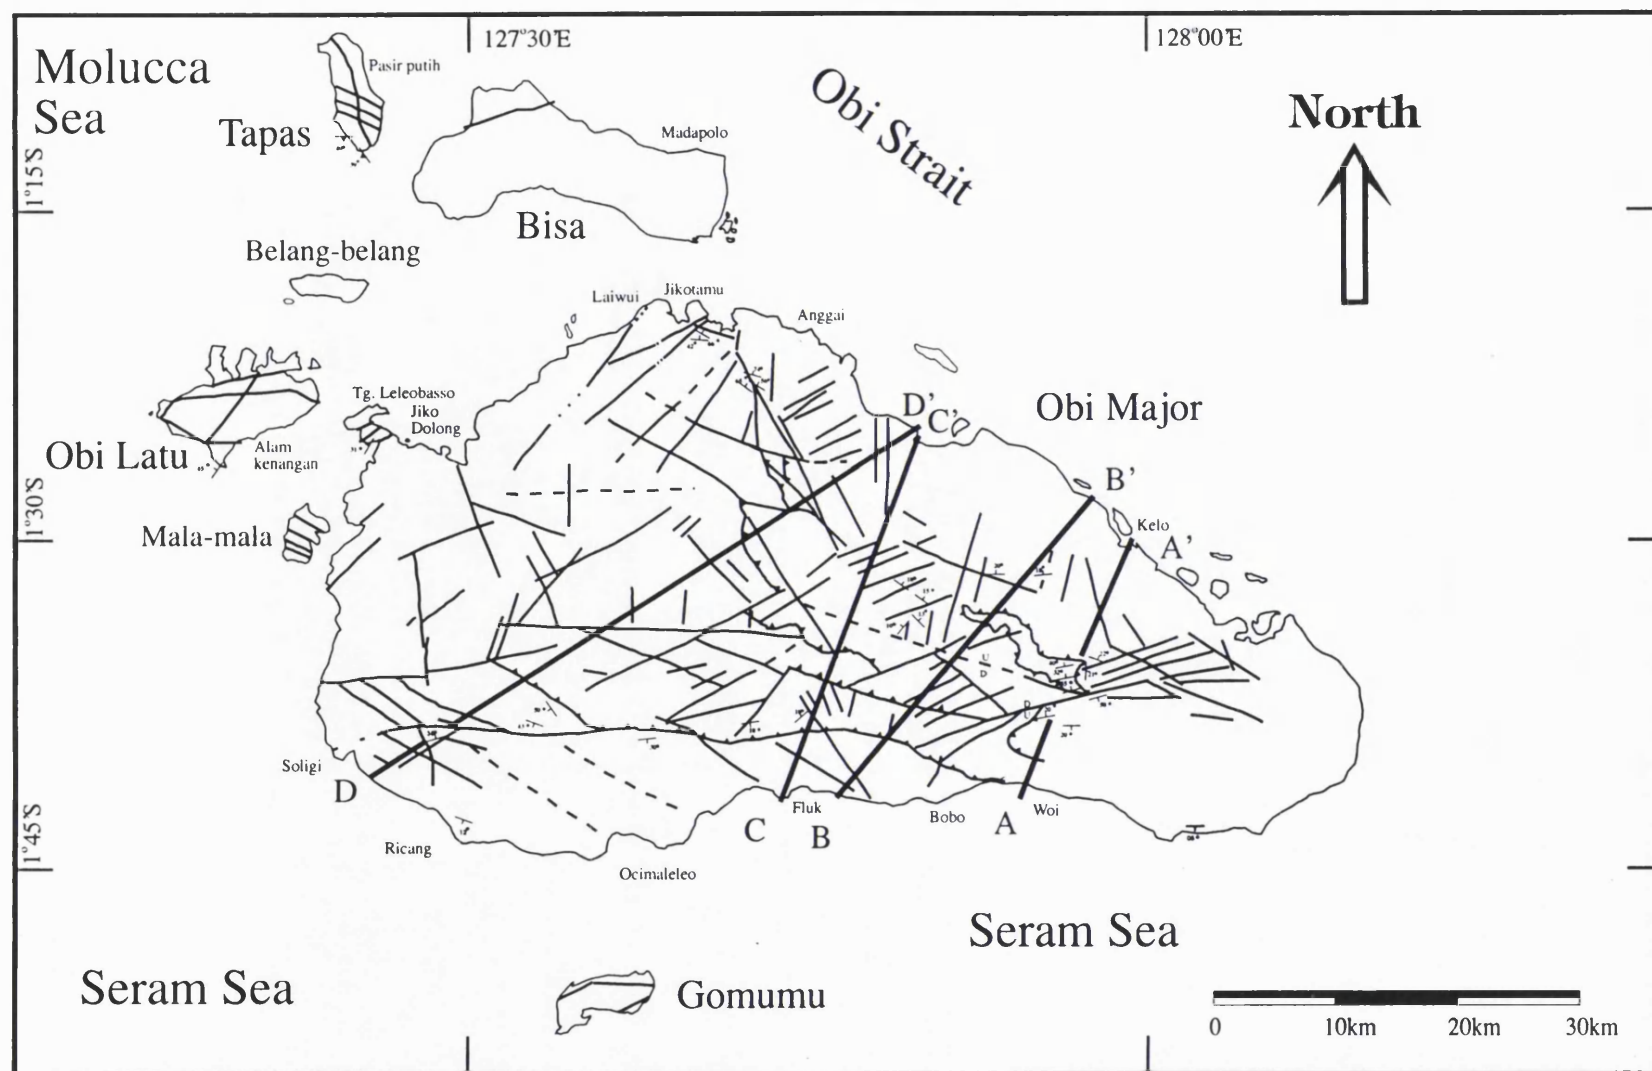 127°30'E
128°00'E
Molucca
Sea
Pasir putih
Tapas
Obi Strait
North
Madapolo
1°15'S
Bisa
Belang-belang
Laiwui
Jikotamu
Anggai
Tg. Leleobasso
Jiko
Dolong
D'
C'
Obi Major
Obi Latu
Alam
kenangan
B'
1°30'S
Mala-mala
Kelo
A'
Soligi
D
Fluk
C
B
Bobo
A
Woi
1°45'S
Ricang
Ocimaleleo
Seram Sea
Seram Sea
Gomumu
0
10km
20km
30km